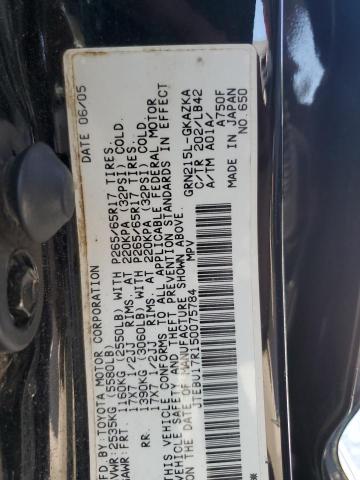 MFD.BY:TOYOTA MOTOR CORPORATION DATE 06/05
GVWR:2535KG (5580LB)
GAWR:FRT. 1160KG (2550LB) WITH P265/65R17 TIRES.
17X7 1/2JJ RIMS. AT 220KPA (32PSI) COLD.
RR. 1390KG (3060LB) WITH P265/65R17 TIRES.
17X7 1/2JJ RIMS. AT 220KPA (32PSI) COLD.
THIS VEHICLE CONFORMS TO ALL APPLICABLE FEDERAL MOTOR
VEHICLE SAFETY AND THEFT PREVENTION STANDARDS IN EFFECT
ON THE DATE OF MANUFACTURE SHOWN ABOVE.
JTEBU17R150075784 MPV
GRN215L-GKAZKA
C/TR 202/LB42
A/TM A01A/ A750F
MADE IN JAPAN
NO.650